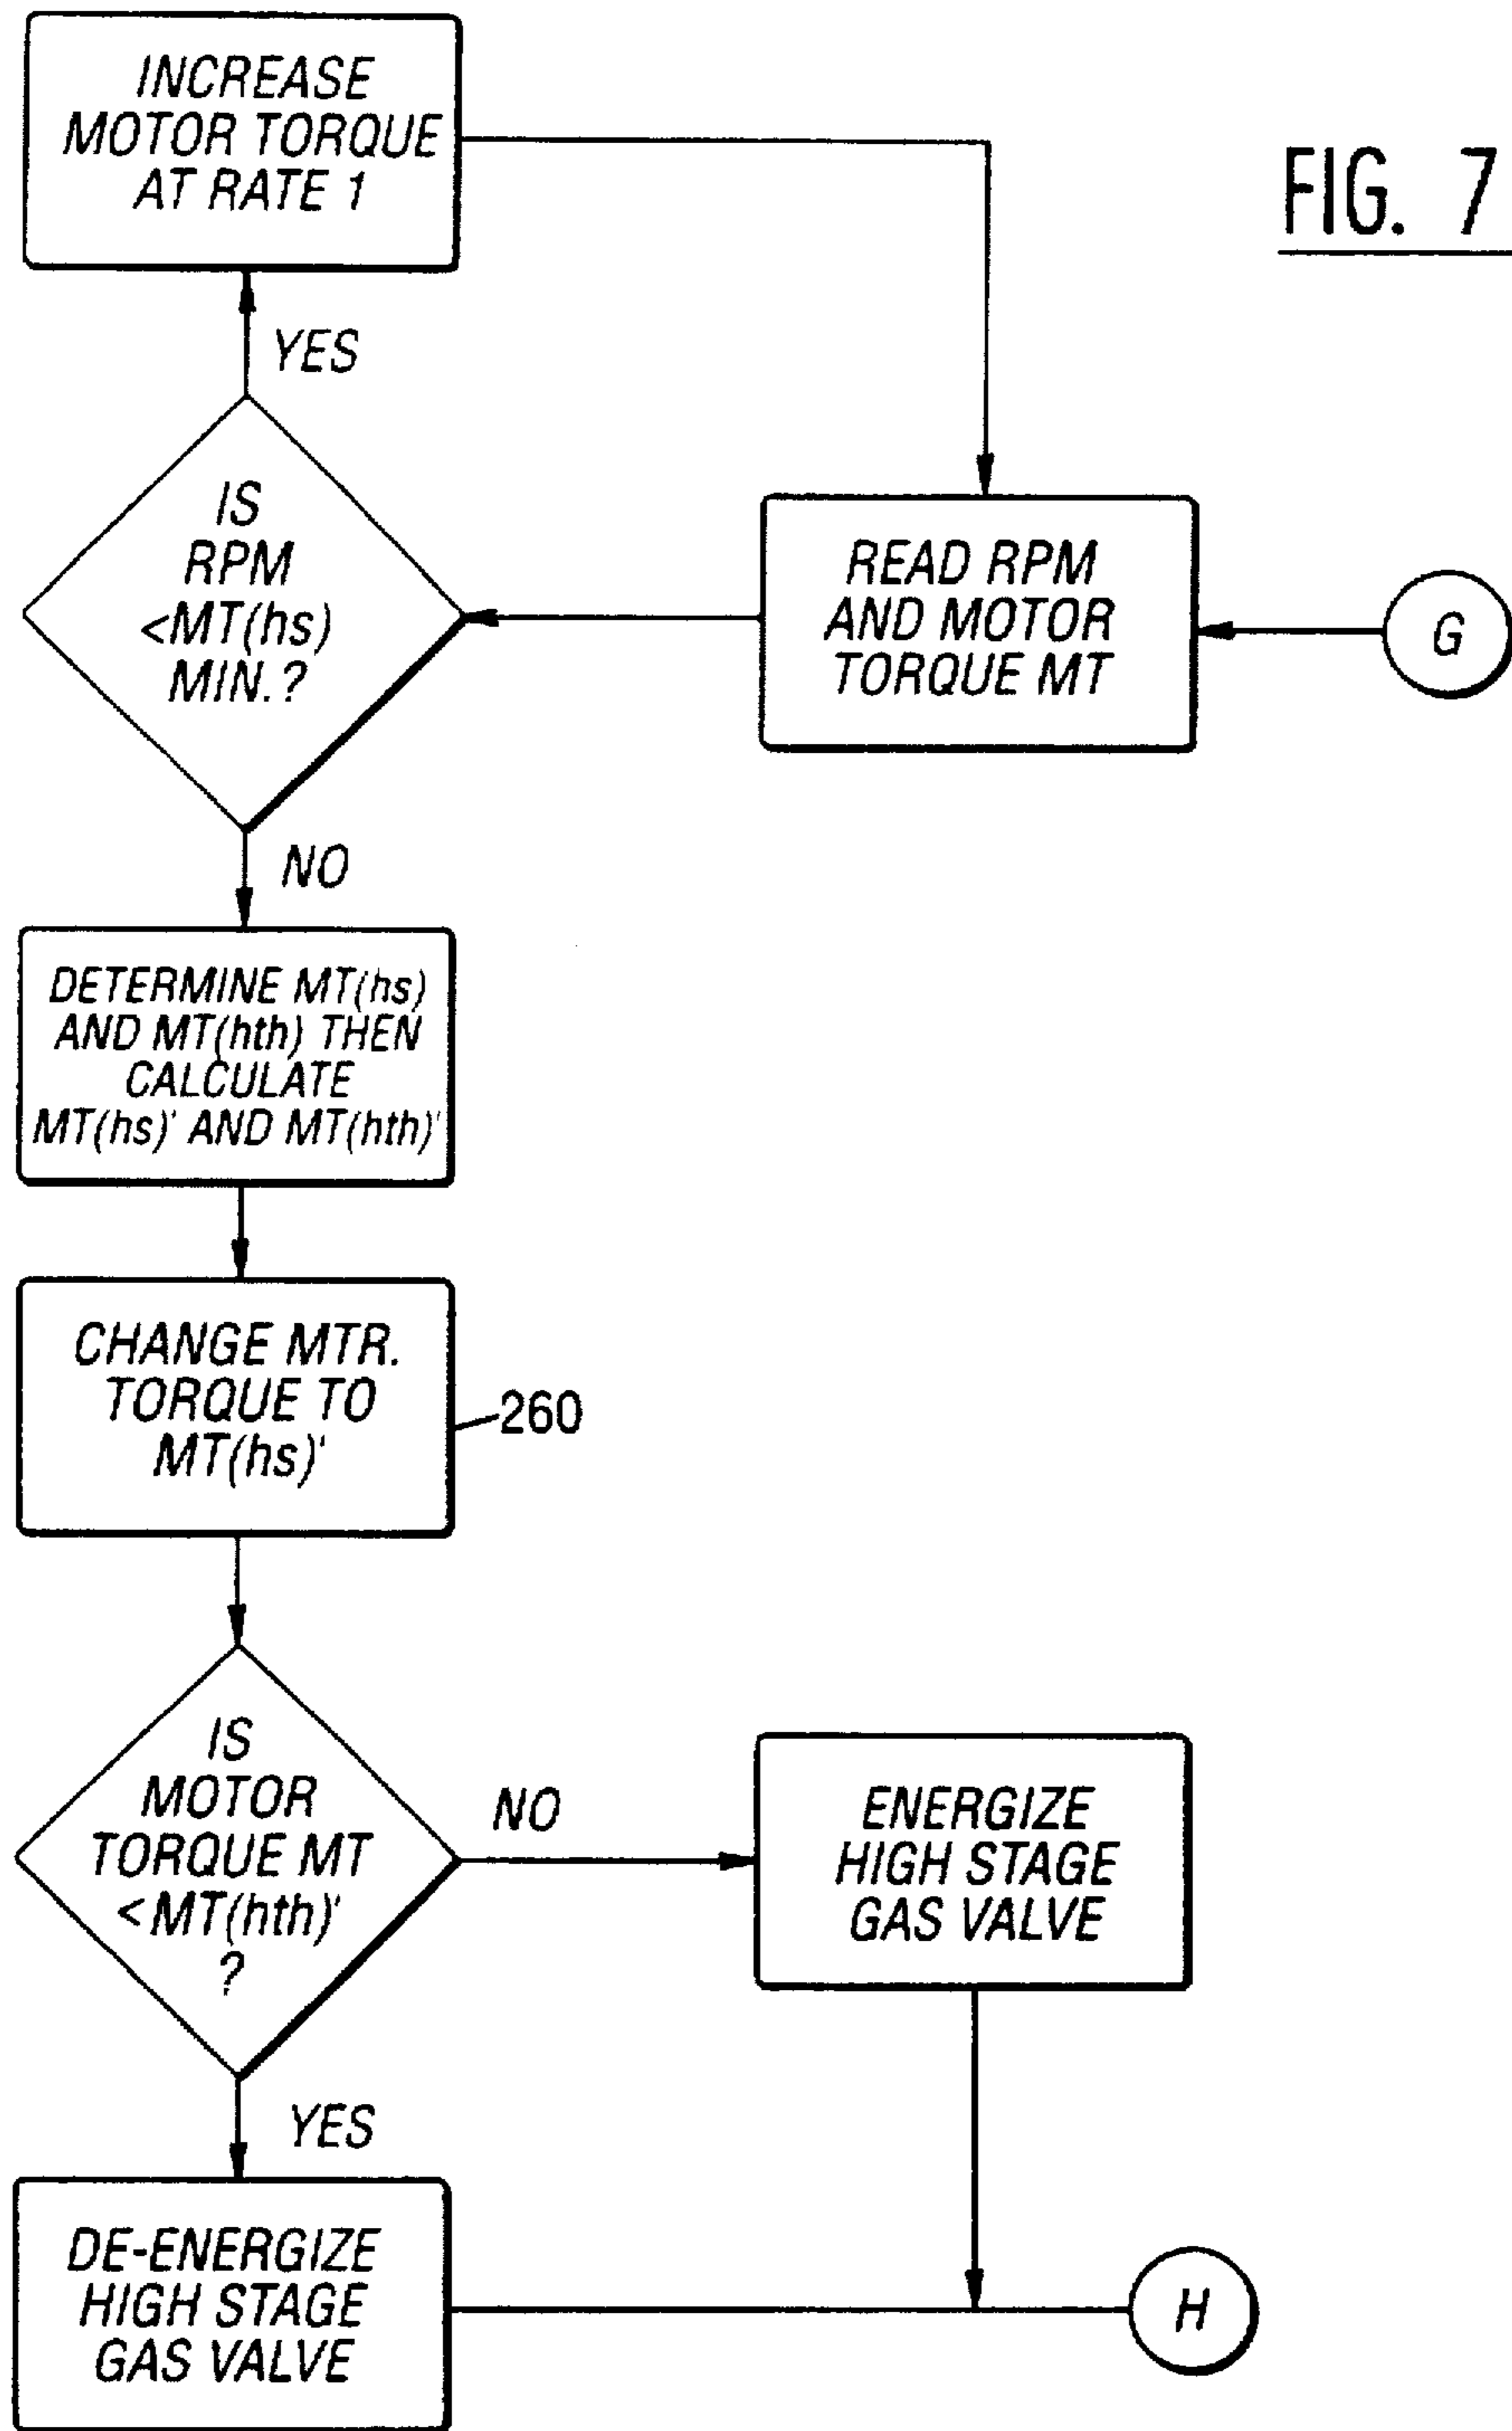 INCREASE
MOTOR TORQUE
AT RATE 1
FIG. 7
YES
IS
RPM
<MT(hs)
MIN.?
READ RPM
AND MOTOR
TORQUE MT
G
NO
DETERMINE MT(hs)
AND MT(hth) THEN
CALCULATE
MT(hs)' AND MT(hth)'
CHANGE MTR.
TORQUE TO
MT(hs)'
260
IS
MOTOR
TORQUE MT
<MT(hth)'
?
NO
ENERGIZE
HIGH STAGE
GAS VALVE
YES
DE-ENERGIZE
HIGH STAGE
GAS VALVE
H